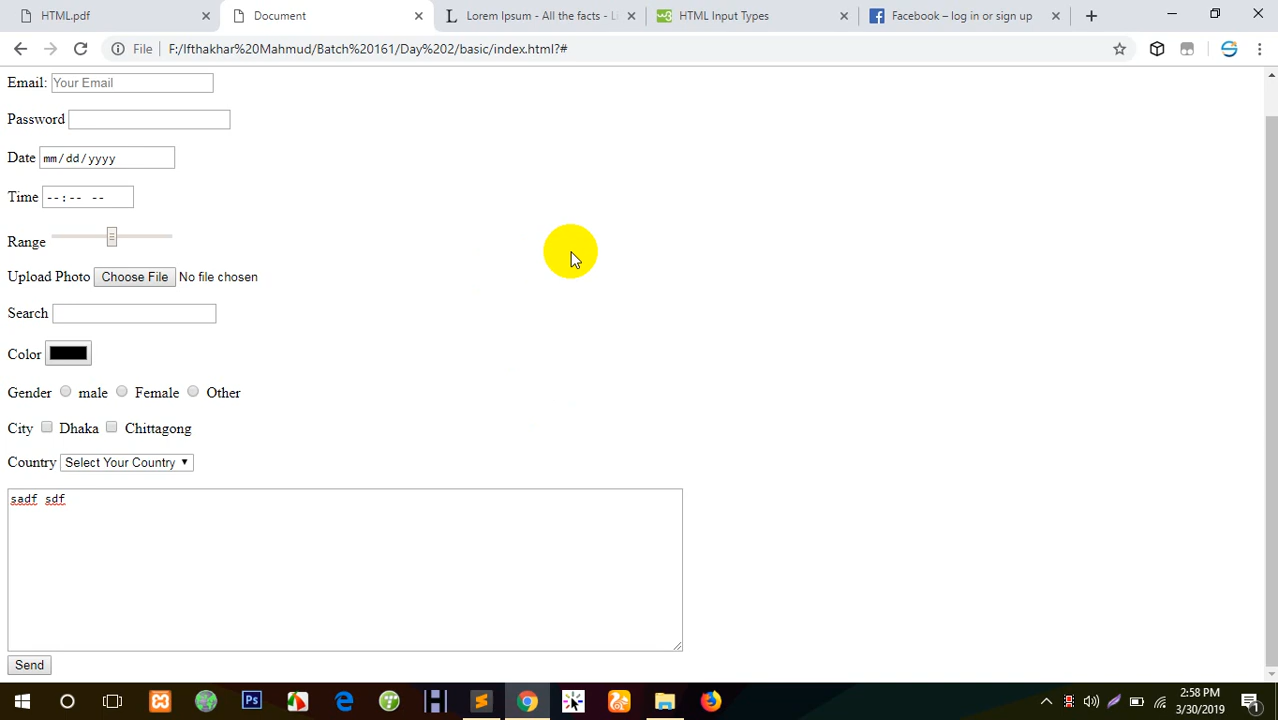 HTML.pdf
Document
Lorem Ipsum - All the facts - Li
HTML Input Types
Facebook – log in or sign up
File F:/Ifthakhar%20Mahmud/Batch%20161/Day%202/basic/index.html?#
Email: Your Email
Password
Date mm/dd/yyyy
Time --:-- --
Range
Upload Photo Choose File No file chosen
Search
Color
Gender male Female Other
City Dhaka Chittagong
Country Select Your Country
sadf sdf
Send
2:58 PM
3/30/2019